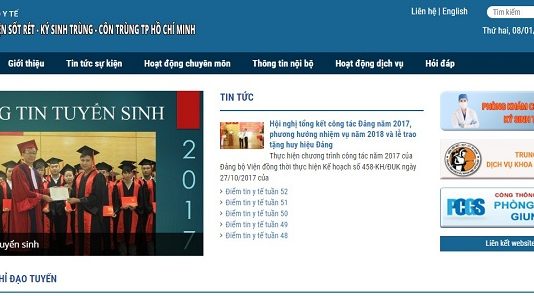 Ộ Y TẾ
ỆN SỐT RÉT - KÝ SINH TRÙNG - CÔN TRÙNG TP HỒ CHÍ MINH
Liên hệ | English
Tìm kiếm
Thứ hai, 08/01/
Giới thiệu
Tin tức sự kiện
Hoạt động chuyên môn
Thông tin nội bộ
Hoạt động dịch vụ
Hỏi đáp
G TIN TUYỂN SINH
2017
uyển sinh
TIN TỨC
Hội nghị tổng kết công tác Đảng năm 2017,
phương hướng nhiệm vụ năm 2018 và lễ trao
tặng huy hiệu Đảng
Thực hiện chương trình công tác năm 2017 của
Đảng bộ Viện đồng thời thực hiện Kế hoạch số 458-KH/ĐUK ngày
27/10/2017 của
Điểm tin y tế tuần 52
Điểm tin y tế tuần 51
Điểm tin y tế tuần 50
Điểm tin y tế tuần 49
Điểm tin y tế tuần 48
PHÒNG KHÁM C
KÝ SINH T
TRUNG
DỊCH VỤ KHOA
CỔNG THÔNG
PCGS
PHÒNG
GIUN
Liên kết website
HỈ ĐẠO TUYẾN